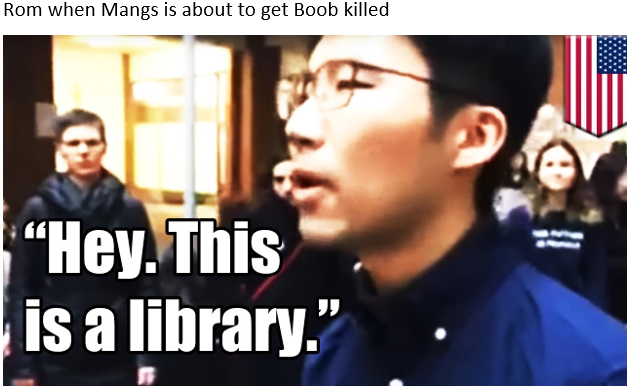 Rom when Mangs is about to get Boob killed
“Hey. This
is a library.”